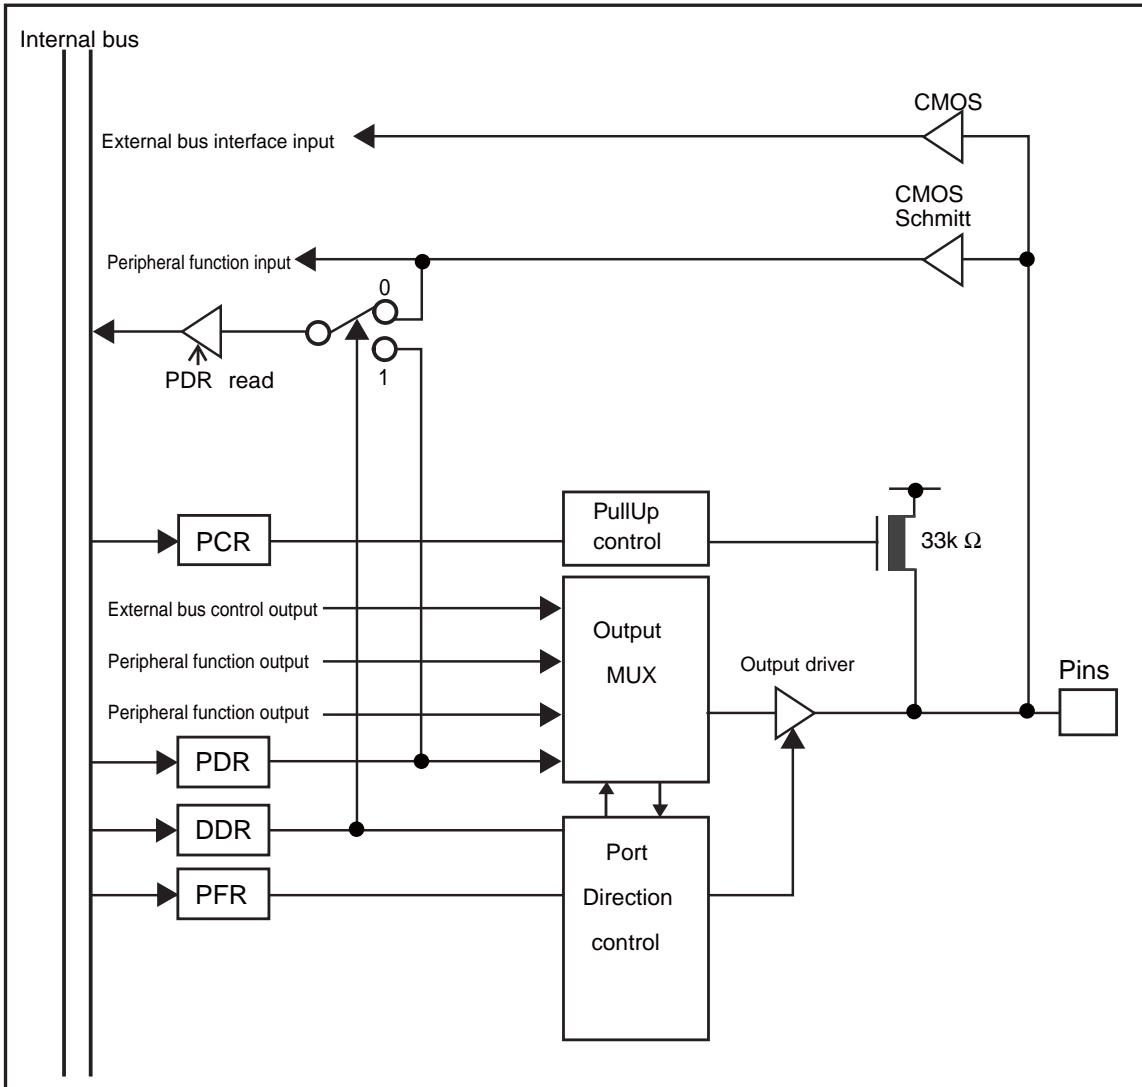 Internal bus
CMOS
External bus interface input
CMOS
Schmitt
Peripheral function input
0
1
PDR read
PCR
PullUp
control
33k Ω
External bus control output
Output
MUX
Peripheral function output
Output driver
Pins
Peripheral function output
PDR
DDR
Port
Direction
control
PFR